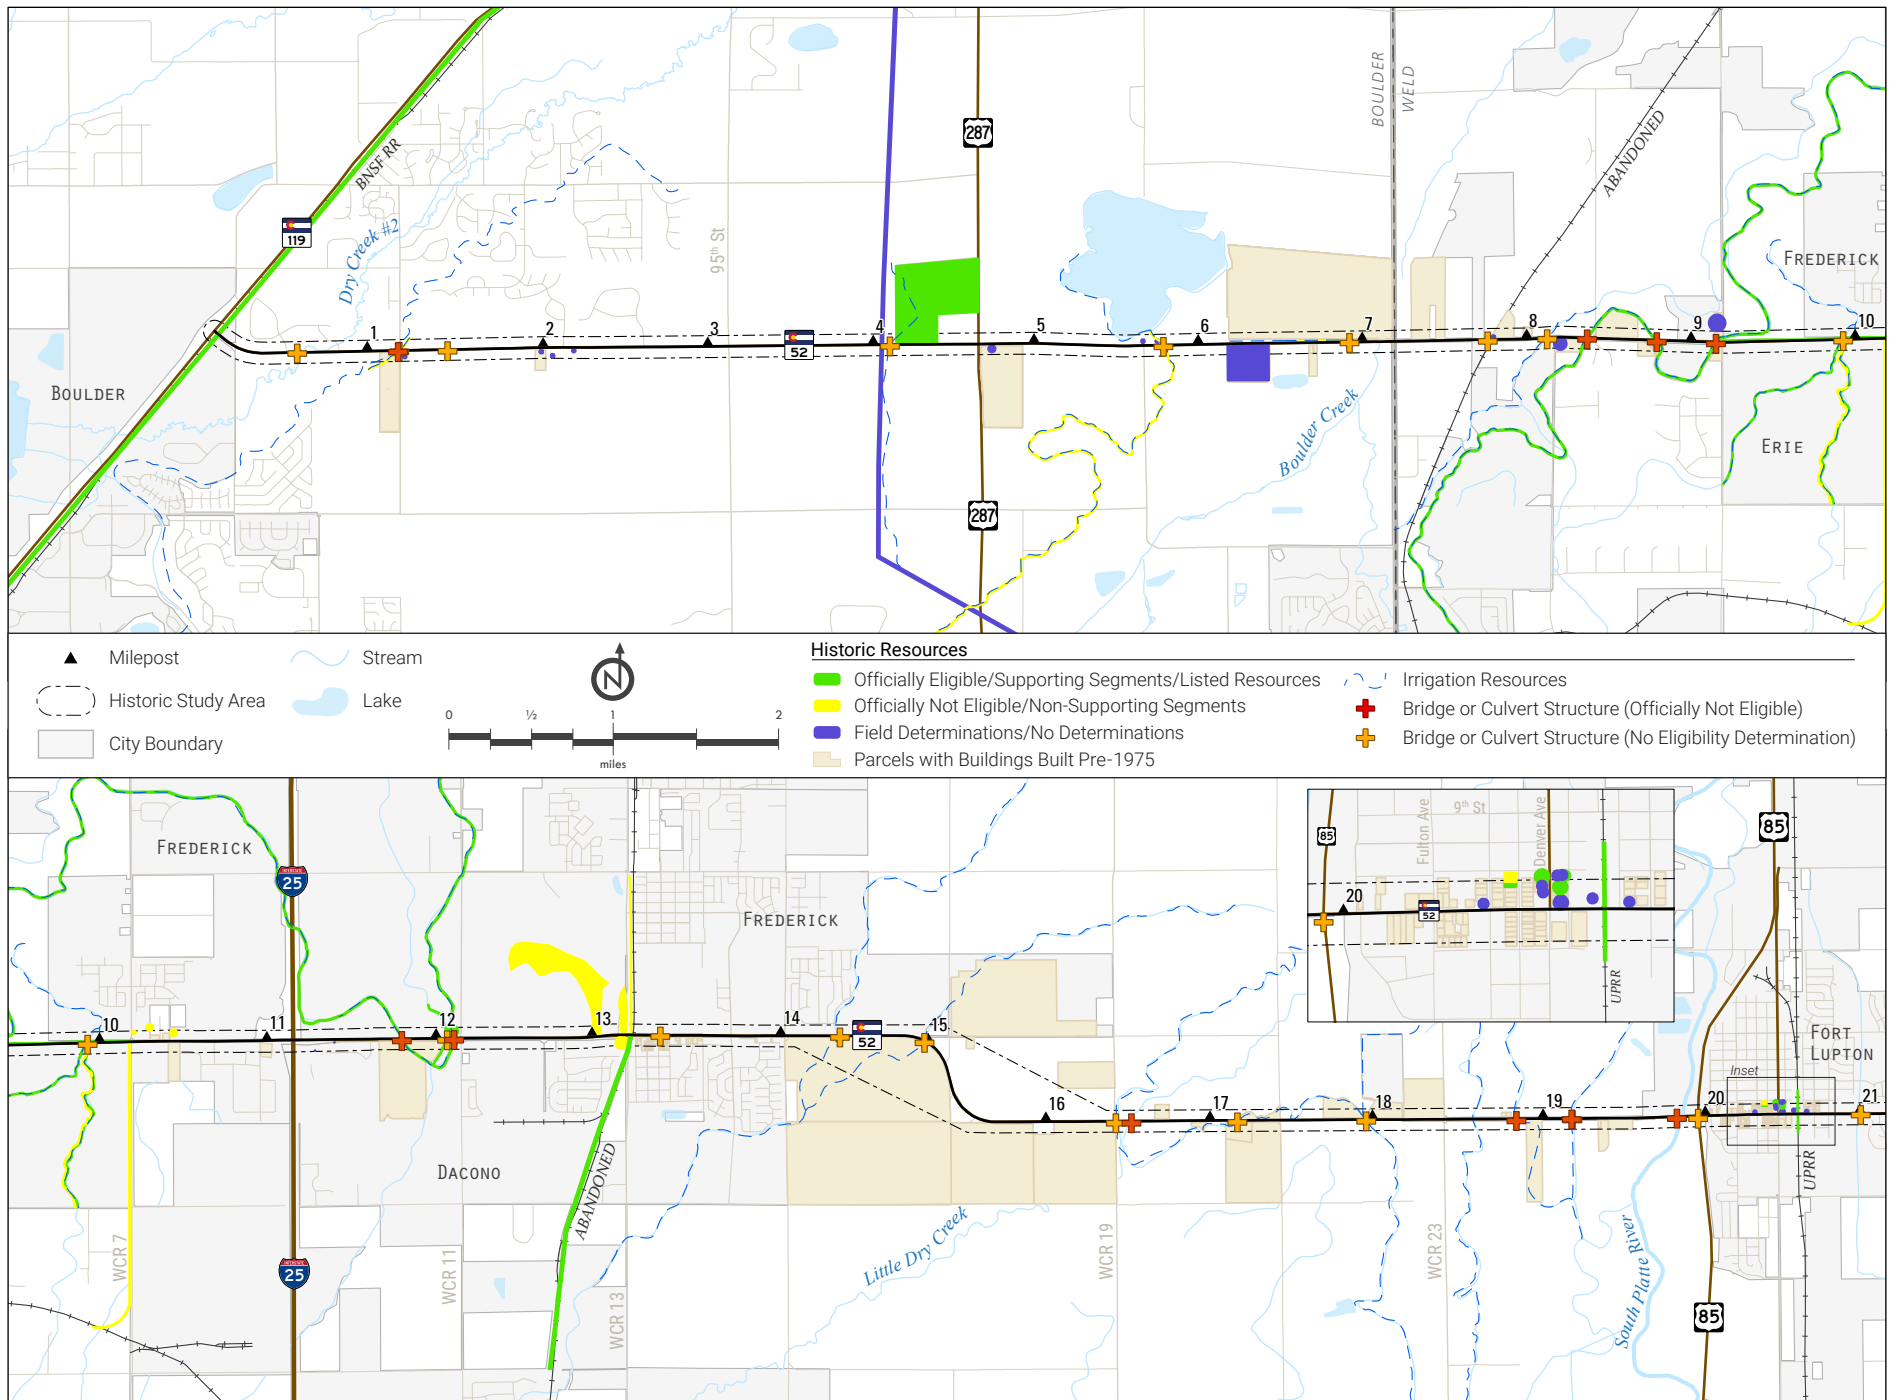 BOULDER
WELD
287
ABANDONED
BNSF RR
119
Dry Creek #2
95th St
FREDERICK
1
2
3
52
4
5
6
7
8
9
10
BOULDER
Boulder Creek
ERIE
287
Milepost
Historic Study Area
City Boundary
Stream
Lake
N
0
½
1
2
miles
Historic Resources
Officially Eligible/Supporting Segments/Listed Resources
Officially Not Eligible/Non-Supporting Segments
Field Determinations/No Determinations
Parcels with Buildings Built Pre-1975
Irrigation Resources
Bridge or Culvert Structure (Officially Not Eligible)
Bridge or Culvert Structure (No Eligibility Determination)
FREDERICK
INTERSTATE
25
FREDERICK
85
9th St
Fulton Ave
Denver Ave
85
20
52
UPRR
10
11
12
13
14
52
15
16
17
18
19
20
21
Inset
FORT
LUPTON
UPRR
DACONO
ABANDONED
WCR 7
INTERSTATE
25
WCR 11
WCR 13
Little Dry Creek
WCR 19
WCR 23
South Platte River
85